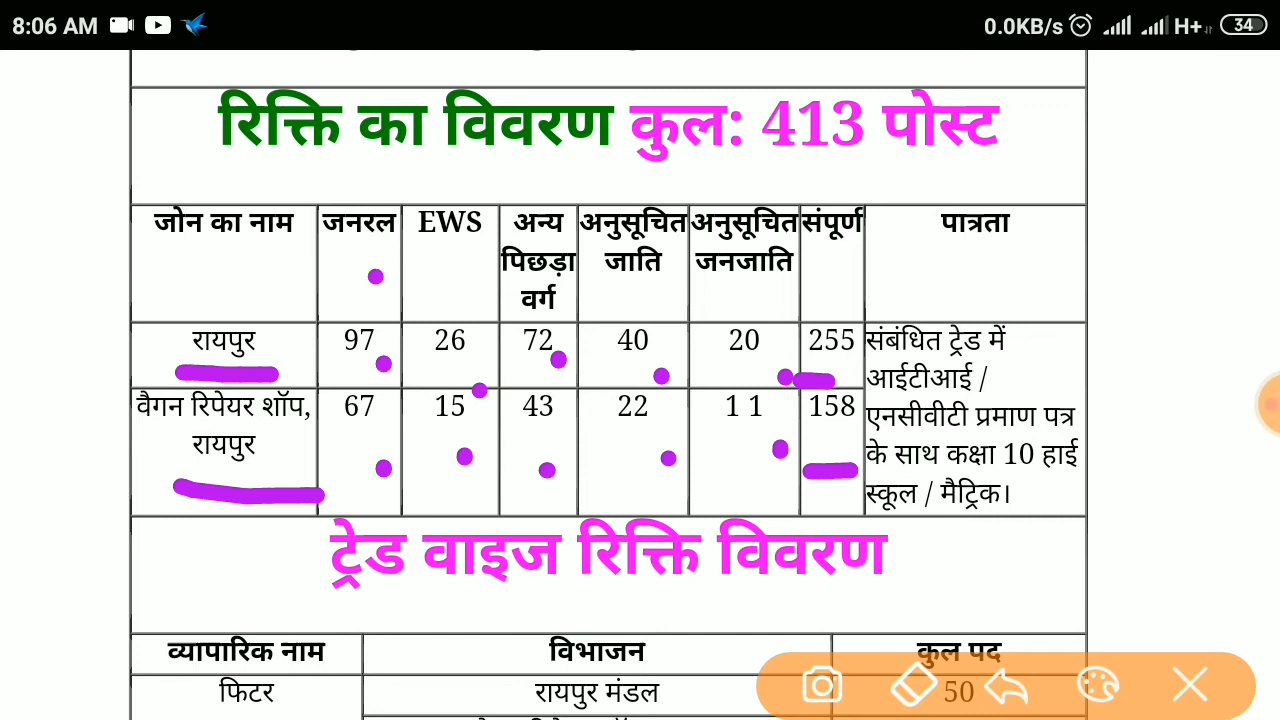 8:06 AM 0.0KB/s H+ 34
रिक्ति का विवरण कुल: 413 पोस्ट
जोन का नाम जनरल EWS अन्य पिछड़ा वर्ग अनुसूचित जाति अनुसूचित जनजाति संपूर्ण पात्रता
रायपुर 97 26 72 40 20 255 संबंधित ट्रेड में
आईटीआई /
वैगन रिपेयर शॉप, 67 15 43 22 1 1 158 एनसीवीटी प्रमाण पत्र
रायपुर के साथ कक्षा 10 हाई
स्कूल / मैट्रिक।
ट्रेड वाइज रिक्ति विवरण
व्यापारिक नाम विभाजन कुल पद
फिटर रायपुर मंडल 50